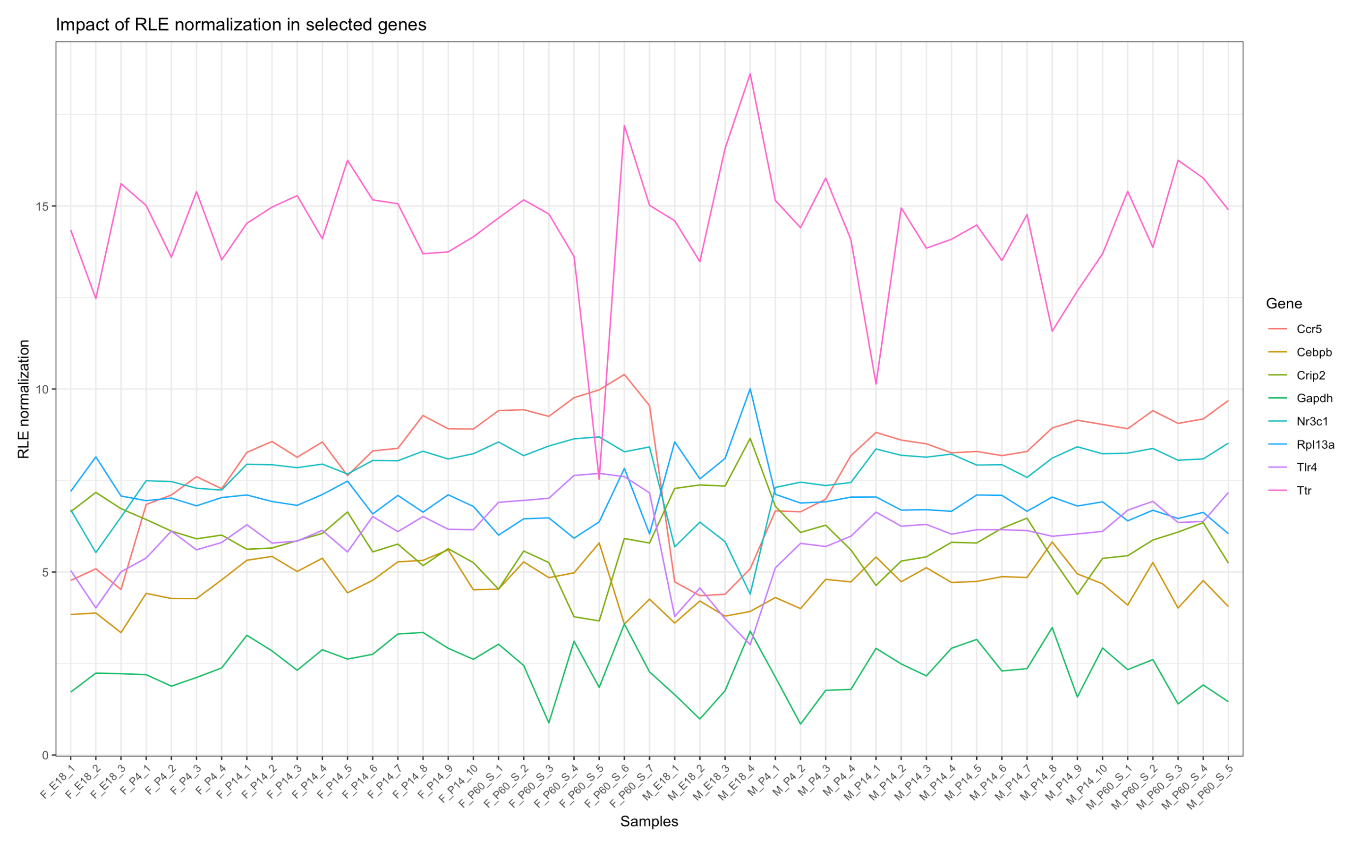 Impact of RLE normalization in selected genes
RLE normalization
15
10
5
0
F_E18_1
F_E18_2
F_E18_3
F_P4_1
F_P4_2
F_P4_3
F_P4_4
F_P14_1
F_P14_2
F_P14_3
F_P14_4
F_P14_5
F_P14_6
F_P14_7
F_P14_8
F_P14_9
F_P14_10
F_P60_S_1
F_P60_S_2
F_P60_S_3
F_P60_S_4
F_P60_S_5
F_P60_S_6
F_P60_S_7
M_E18_1
M_E18_2
M_E18_3
M_E18_4
M_P4_1
M_P4_2
M_P4_3
M_P4_4
M_P14_1
M_P14_2
M_P14_3
M_P14_4
M_P14_5
M_P14_6
M_P14_7
M_P14_8
M_P14_9
M_P14_10
M_P60_S_1
M_P60_S_2
M_P60_S_3
M_P60_S_4
M_P60_S_5
Samples
Gene
Ccr5
Cebpb
Crip2
Gapdh
Nr3c1
Rpl13a
Tlr4
Ttr